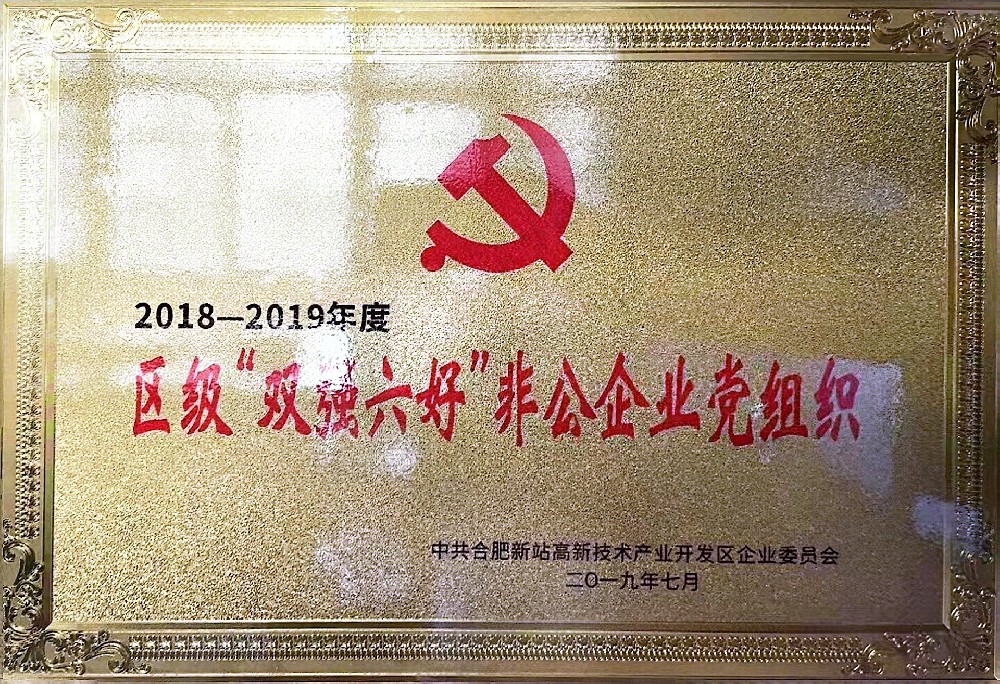 2018—2019年度
区级“双强六好”非公企业党组织
中共合肥新站高新技术产业开发区企业委员会
二〇一九年七月